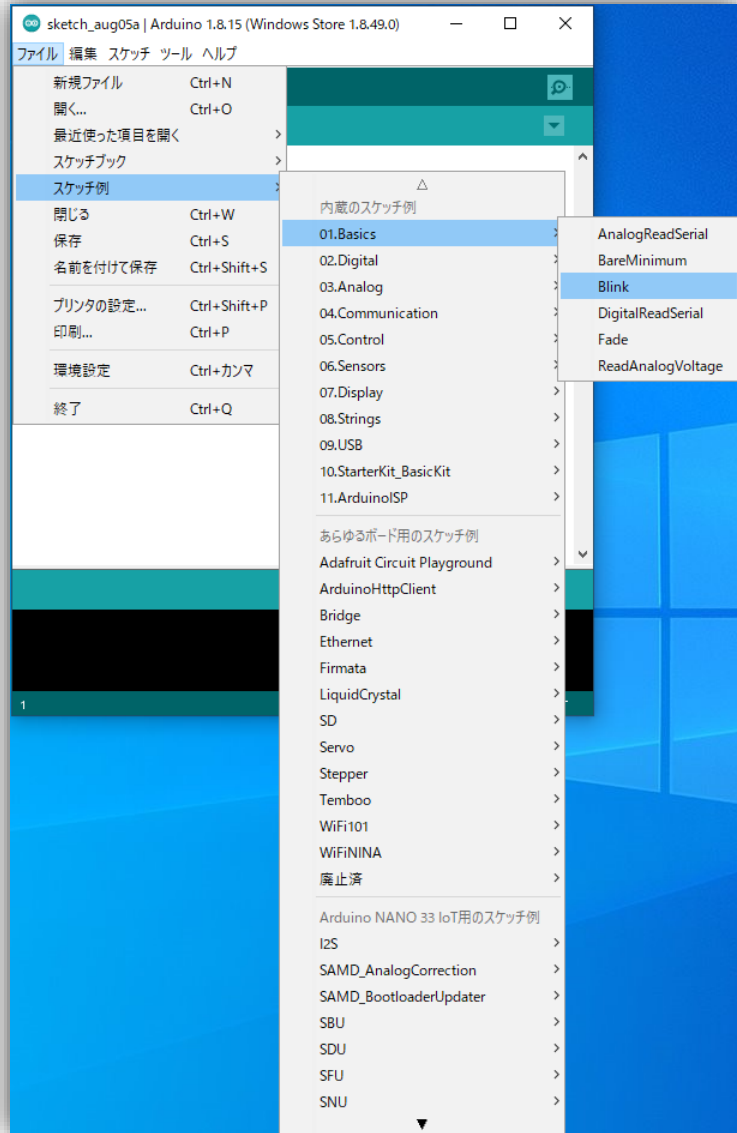 sketch_aug05a | Arduino 1.8.15 (Windows Store 1.8.49.0)
ファイル 編集 スケッチ ツール ヘルプ
新規ファイル Ctrl+N
開く... Ctrl+O
最近使った項目を開く
スケッチブック
スケッチ例
閉じる Ctrl+W
保存 Ctrl+S
名前を付けて保存 Ctrl+Shift+S
プリンタの設定... Ctrl+Shift+P
印刷... Ctrl+P
環境設定 Ctrl+カンマ
終了 Ctrl+Q
内蔵のスケッチ例
01.Basics
02.Digital
03.Analog
04.Communication
05.Control
06.Sensors
07.Display
08.Strings
09.USB
10.StarterKit_BasicKit
11.ArduinoISP
あらゆるボード用のスケッチ例
Adafruit Circuit Playground
ArduinoHttpClient
Bridge
Ethernet
Firmata
LiquidCrystal
SD
Servo
Stepper
Temboo
WiFi101
WiFiNINA
廃止済
Arduino NANO 33 IoT用のスケッチ例
I2S
SAMD_AnalogCorrection
SAMD_BootloaderUpdater
SBU
SDU
SFU
SNU
AnalogReadSerial
BareMinimum
Blink
DigitalReadSerial
Fade
ReadAnalogVoltage
1